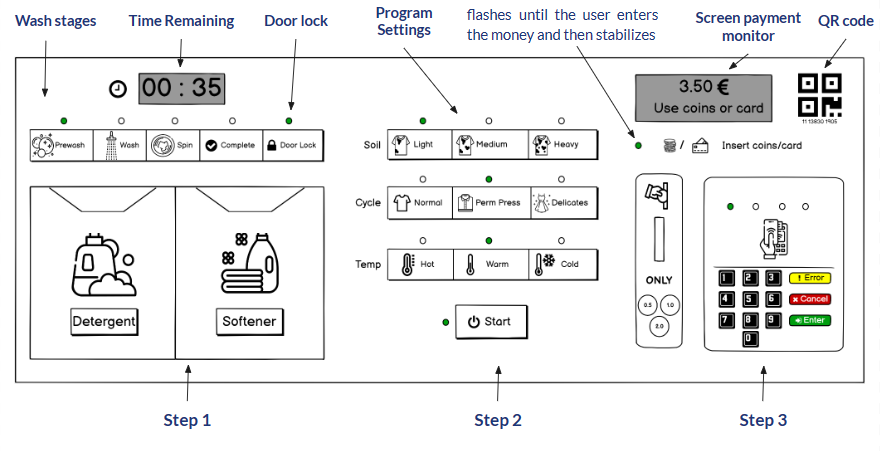 Wash stages
Time Remaining
Door lock
Program
Settings
flashes until the user enters
the money and then stabilizes
Screen payment
monitor
QR code
00 : 35
3.50 €
Use coins or card
11 13830 1905
Prewash
Wash
Spin
Complete
Door Lock
Soil
Light
Medium
Heavy
/
Insert coins/card
Cycle
Normal
Perm Press
Delicates
Temp
Hot
Warm
Cold
Detergent
Softener
Start
ONLY
0.5
1.0
2.0
1 2 3 ! Error
4 5 6 × Cancel
7 8 9 Enter
0
Step 1
Step 2
Step 3